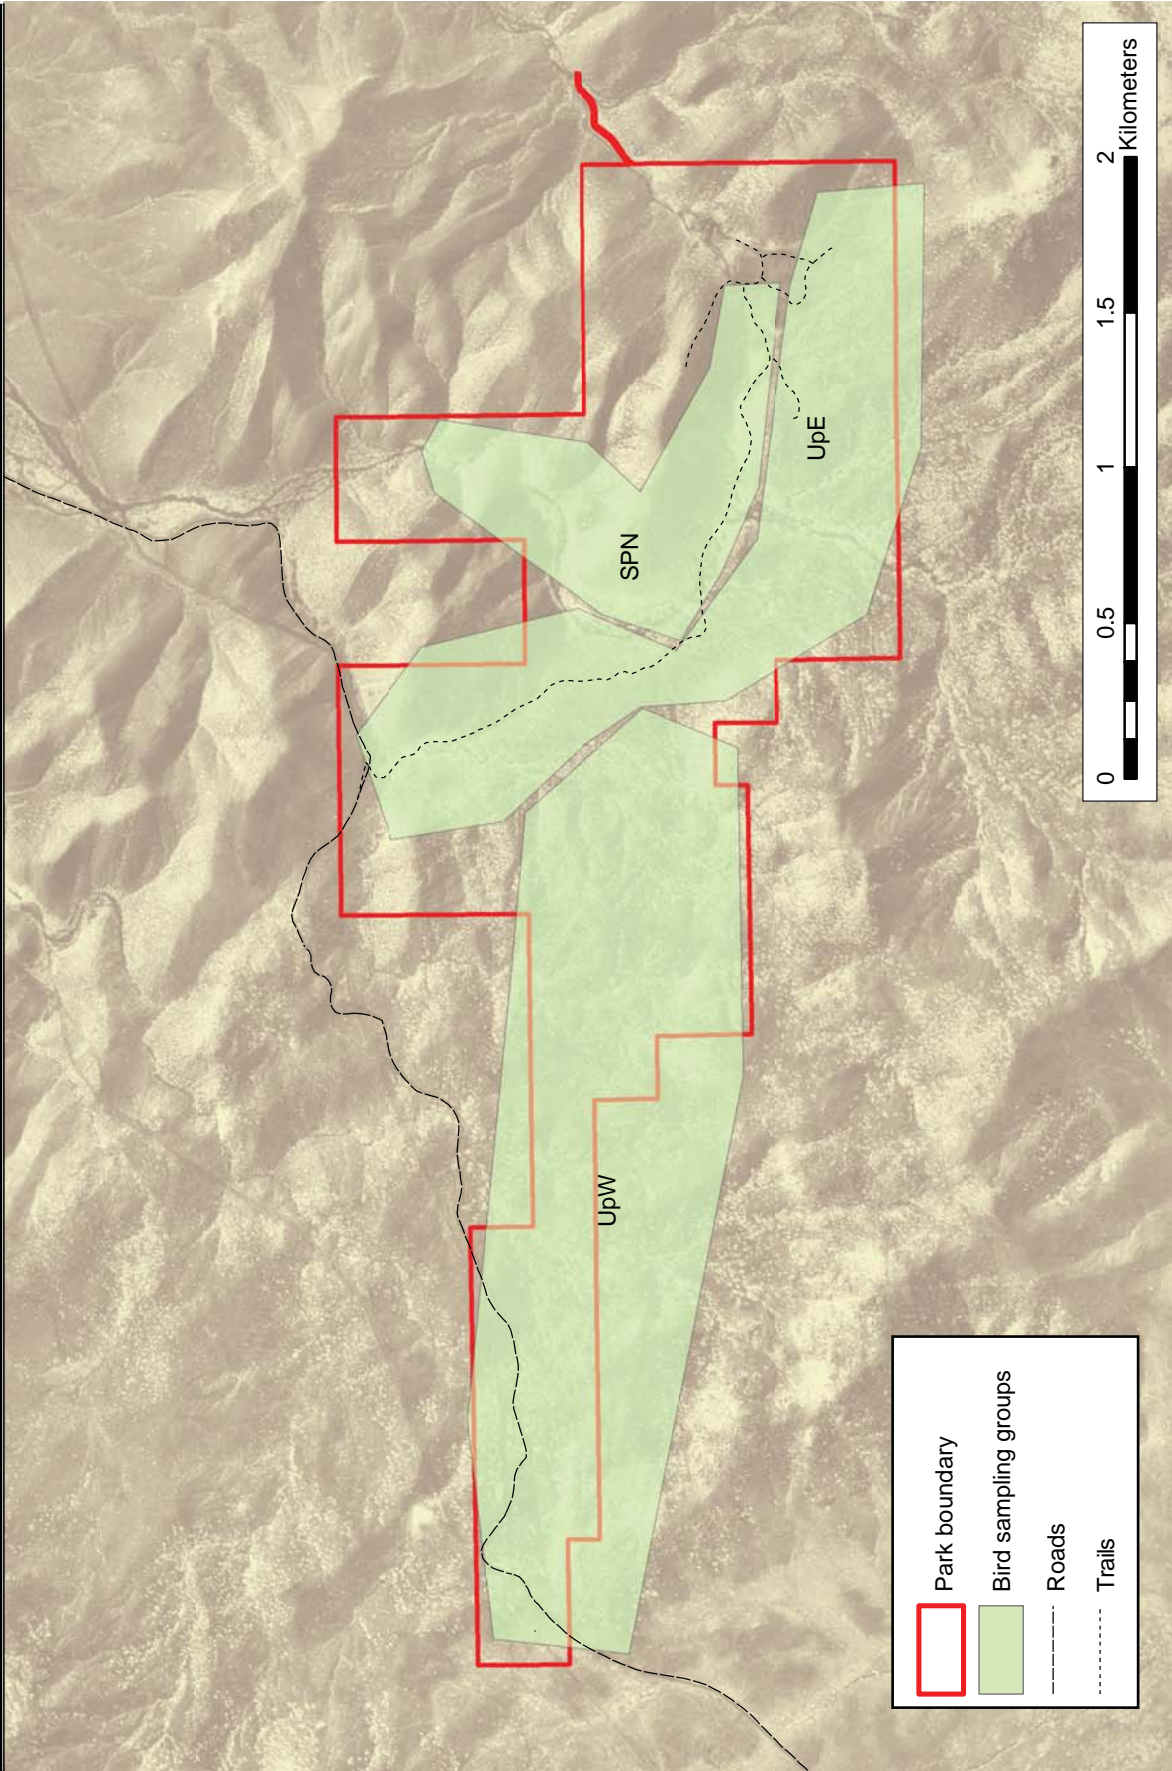 SPN
UpE
UpW
Park boundary
Bird sampling groups
Roads
Trails
0 0.5 1 1.5 2
Kilometers